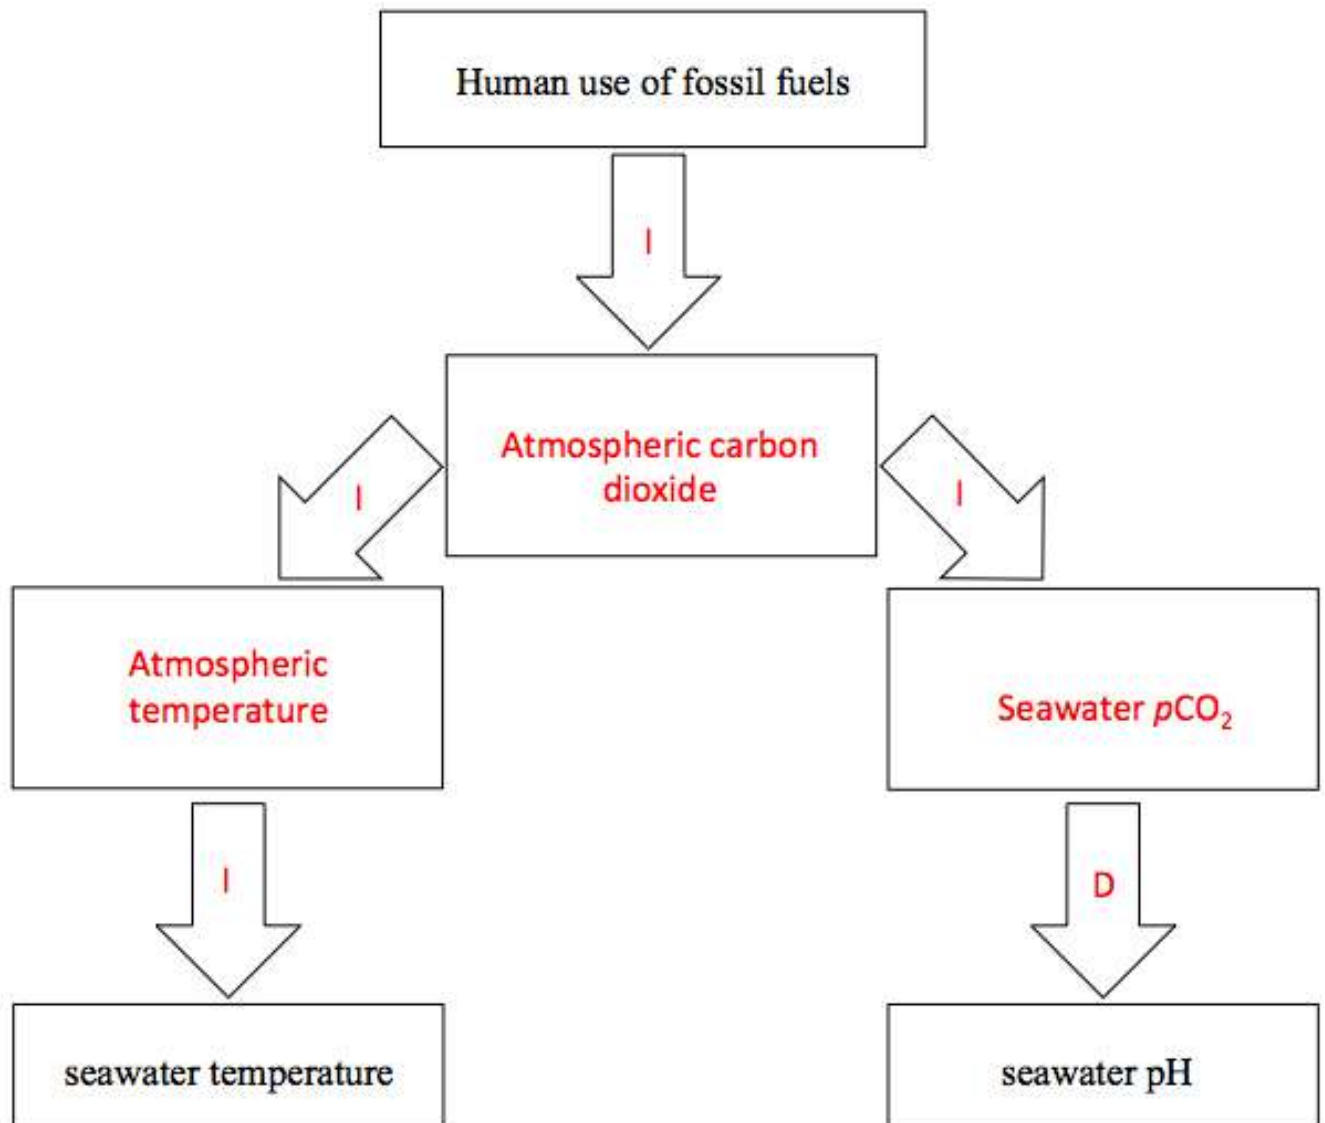 Human use of fossil fuels
I
Atmospheric carbon
dioxide
I
I
Atmospheric
temperature
Seawater pCO₂
I
D
seawater temperature
seawater pH